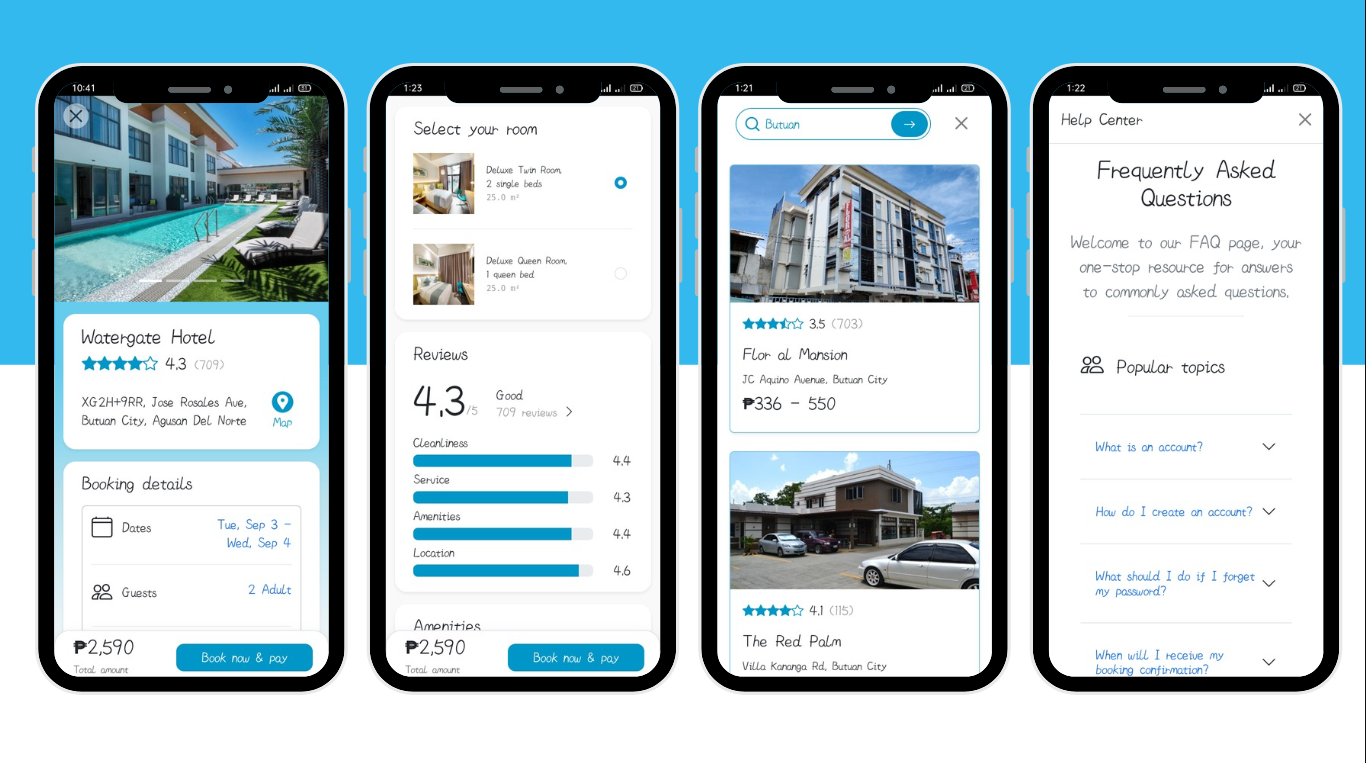 10:41
51
Watergate Hotel
4.3 (709)
XG2H+9RR, Jose Rosales Ave,
Butuan City, Agusan Del Norte
Map
Booking details
Dates
Tue, Sep 3 -
Wed, Sep 4
Guests
2 Adult
₱2,590
Total amount
Book now & pay
1:23
21
Select your room
Deluxe Twin Room,
2 single beds
25.0 m²
Deluxe Queen Room,
1 queen bed
25.0 m²
Reviews
4.3/5
Good
709 reviews
Cleanliness
4.4
Service
4.3
Amenities
4.4
Location
4.6
Amenities
₱2,590
Total amount
Book now & pay
1:21
21
Butuan
3.5 (703)
Flor al Mansion
JC Aquino Avenue, Butuan City
₱336 - 550
4.1 (115)
The Red Palm
Villa Kananga Rd, Butuan City
1:22
21
Help Center
Frequently Asked
Questions
Welcome to our FAQ page, your
one-stop resource for answers
to commonly asked questions.
Popular topics
What is an account?
How do I create an account?
What should I do if I forget
my password?
When will I receive my
booking confirmation?